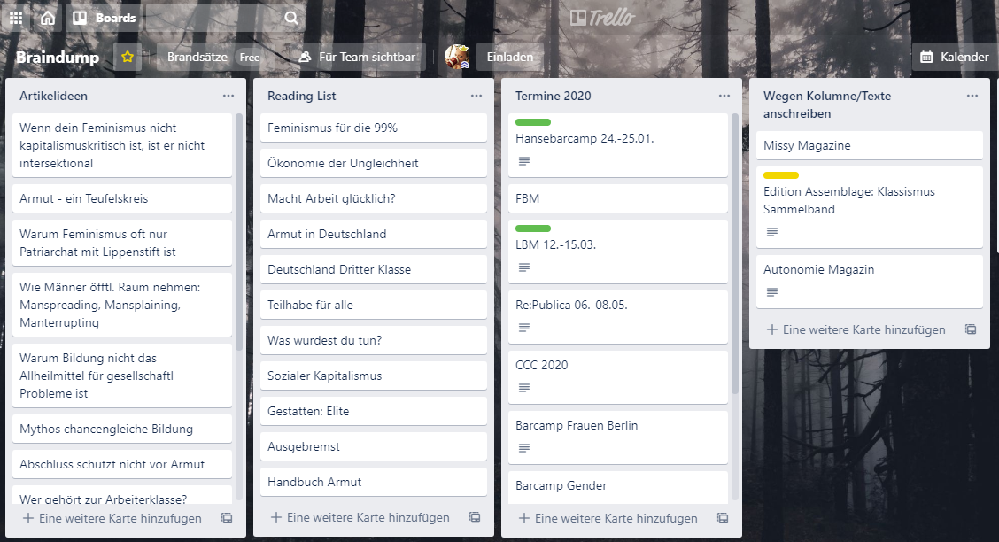 Boards
Trello
Braindump
Brandsätze
Free
Für Team sichtbar
Einladen
Kalender
Artikelideen
Wenn dein Feminismus nicht
kapitalismuskritisch ist, ist er nicht
intersektional
Armut - ein Teufelskreis
Warum Feminismus oft nur
Patriarchat mit Lippenstift ist
Wie Männer öfftl. Raum nehmen:
Manspreading, Mansplaining,
Manterrupting
Warum Bildung nicht das
Allheilmittel für gesellschaftl
Probleme ist
Mythos chancengleiche Bildung
Abschluss schützt nicht vor Armut
Wer gehört zur Arbeiterklasse?
+ Eine weitere Karte hinzufügen
Reading List
Feminismus für die 99%
Ökonomie der Ungleichheit
Macht Arbeit glücklich?
Armut in Deutschland
Deutschland Dritter Klasse
Teilhabe für alle
Was würdest du tun?
Sozialer Kapitalismus
Gestatten: Elite
Ausgebremst
Handbuch Armut
+ Eine weitere Karte hinzufügen
Termine 2020
Hansebarcamp 24.-25.01.
FBM
LBM 12.-15.03.
Re:Publica 06.-08.05.
CCC 2020
Barcamp Frauen Berlin
Barcamp Gender
+ Eine weitere Karte hinzufügen
Wegen Kolumne/Texte
anschreiben
Missy Magazine
Edition Assemblage: Klassismus
Sammelband
Autonomie Magazin
+ Eine weitere Karte hinzufügen